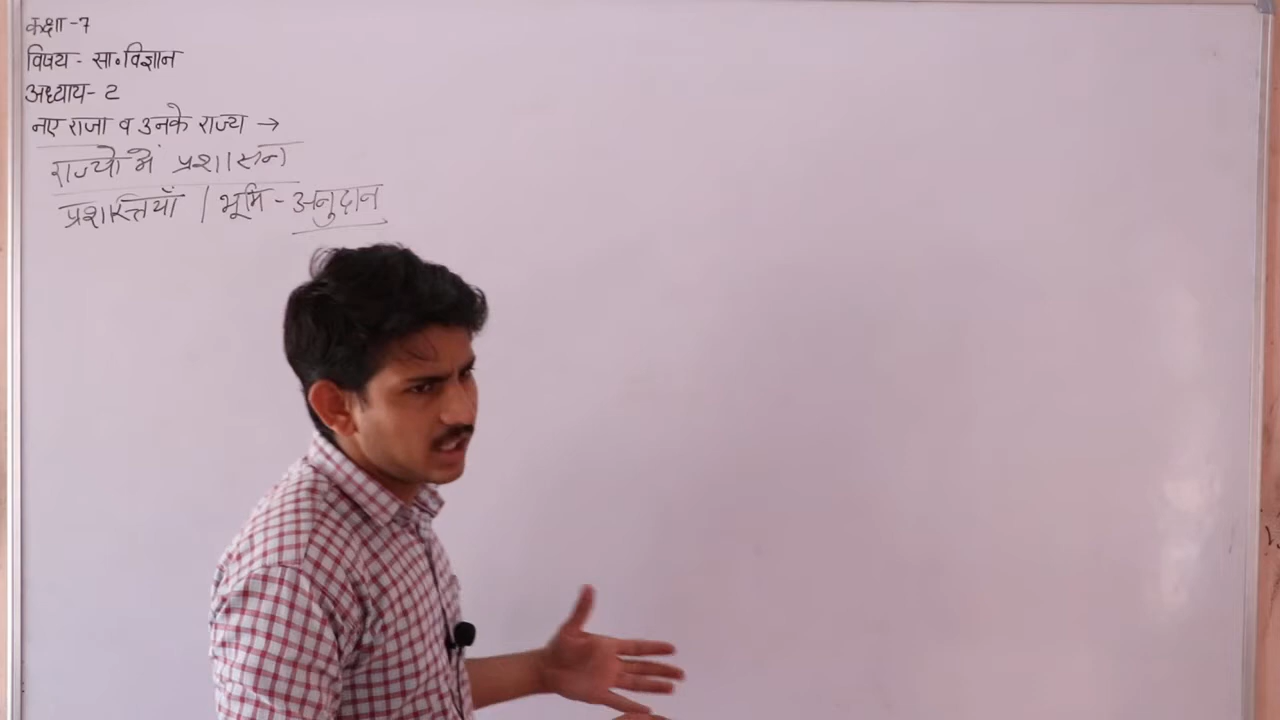 कक्षा -7
विषय - सा॰विज्ञान
अध्याय - 2
नए राजा व उनके राज्य →
राज्यो में प्रशासन
प्रशस्तियाँ / भूमि - अनुदान